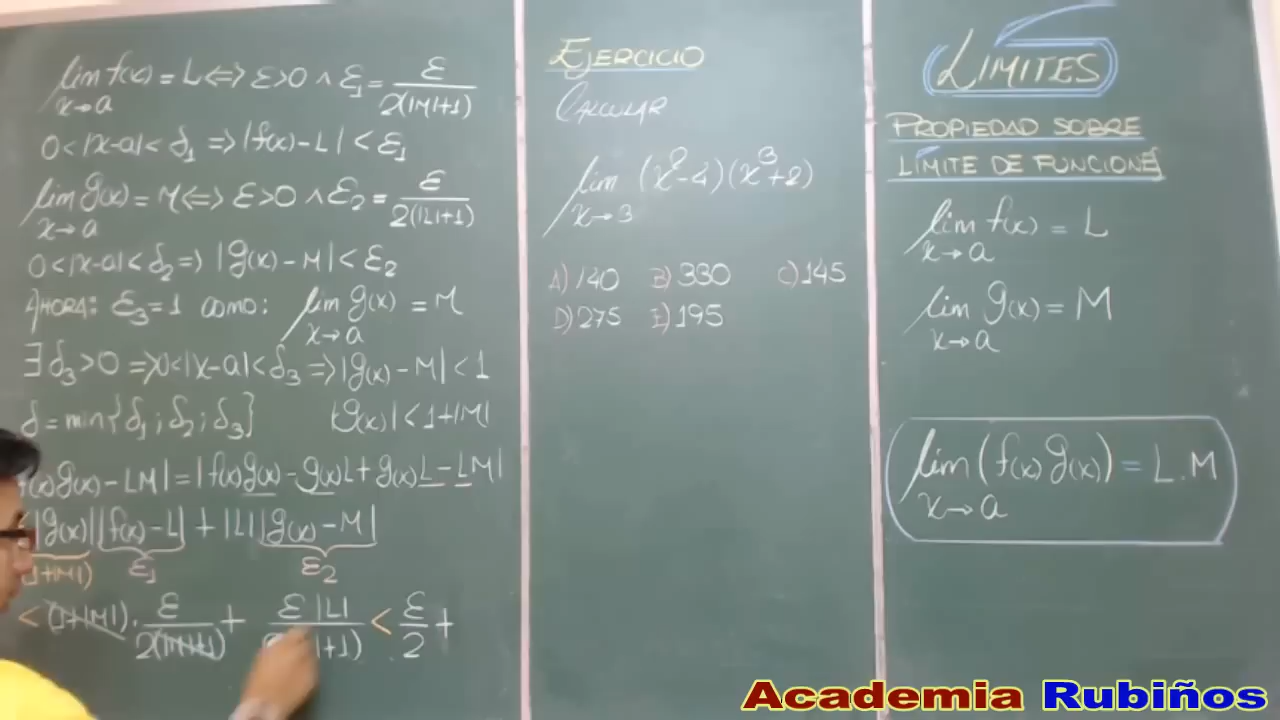 lim f(x) = L ⇔ ε>0 ∧ ε₁ = ε/2(|M|+1)
x→a
0<|x-a|<δ₁ ⇒ |f(x)-L|<ε₁
lim g(x) = M ⇔ ε>0 ∧ ε₂ = ε/2(|L|+1)
x→a
0<|x-a|<δ₂ ⇒ |g(x)-M|<ε₂
AHORA: ε₃=1 como: lim g(x) = M
x→a
∃ δ₃>0 ⇒ 0<|x-a|<δ₃ ⇒ |g(x)-M|<1
δ = min{δ₁; δ₂; δ₃} |g(x)|<1+|M|
(x)g(x)-LM|=|f(x)g(x)-g(x)L+g(x)L-LM|
|g(x)||f(x)-L| + |L||g(x)-M|
1+|M|) ε₁ ε₂
< (1+|M|). ε/2(|M|+1) + ε|L|/ +1) < ε/2 +
EJERCICIO
CALCULAR
lim (x²-4)(x³+2)
x→3
A) 140 B) 330 C) 145
D) 275 E) 195
LÍMITES
PROPIEDAD SOBRE
LÍMITE DE FUNCIONES
lim f(x) = L
x→a
lim g(x) = M
x→a
lim (f(x) g(x)) = L.M
x→a
Academia Rubiños